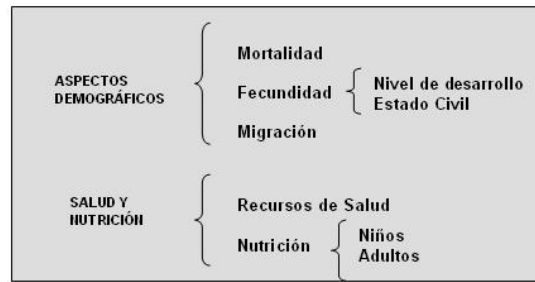 ASPECTOS
DEMOGRÁFICOS
Mortalidad
Fecundidad
Nivel de desarrollo
Estado Civil
Migración
SALUD Y
NUTRICIÓN
Recursos de Salud
Nutrición
Niños
Adultos